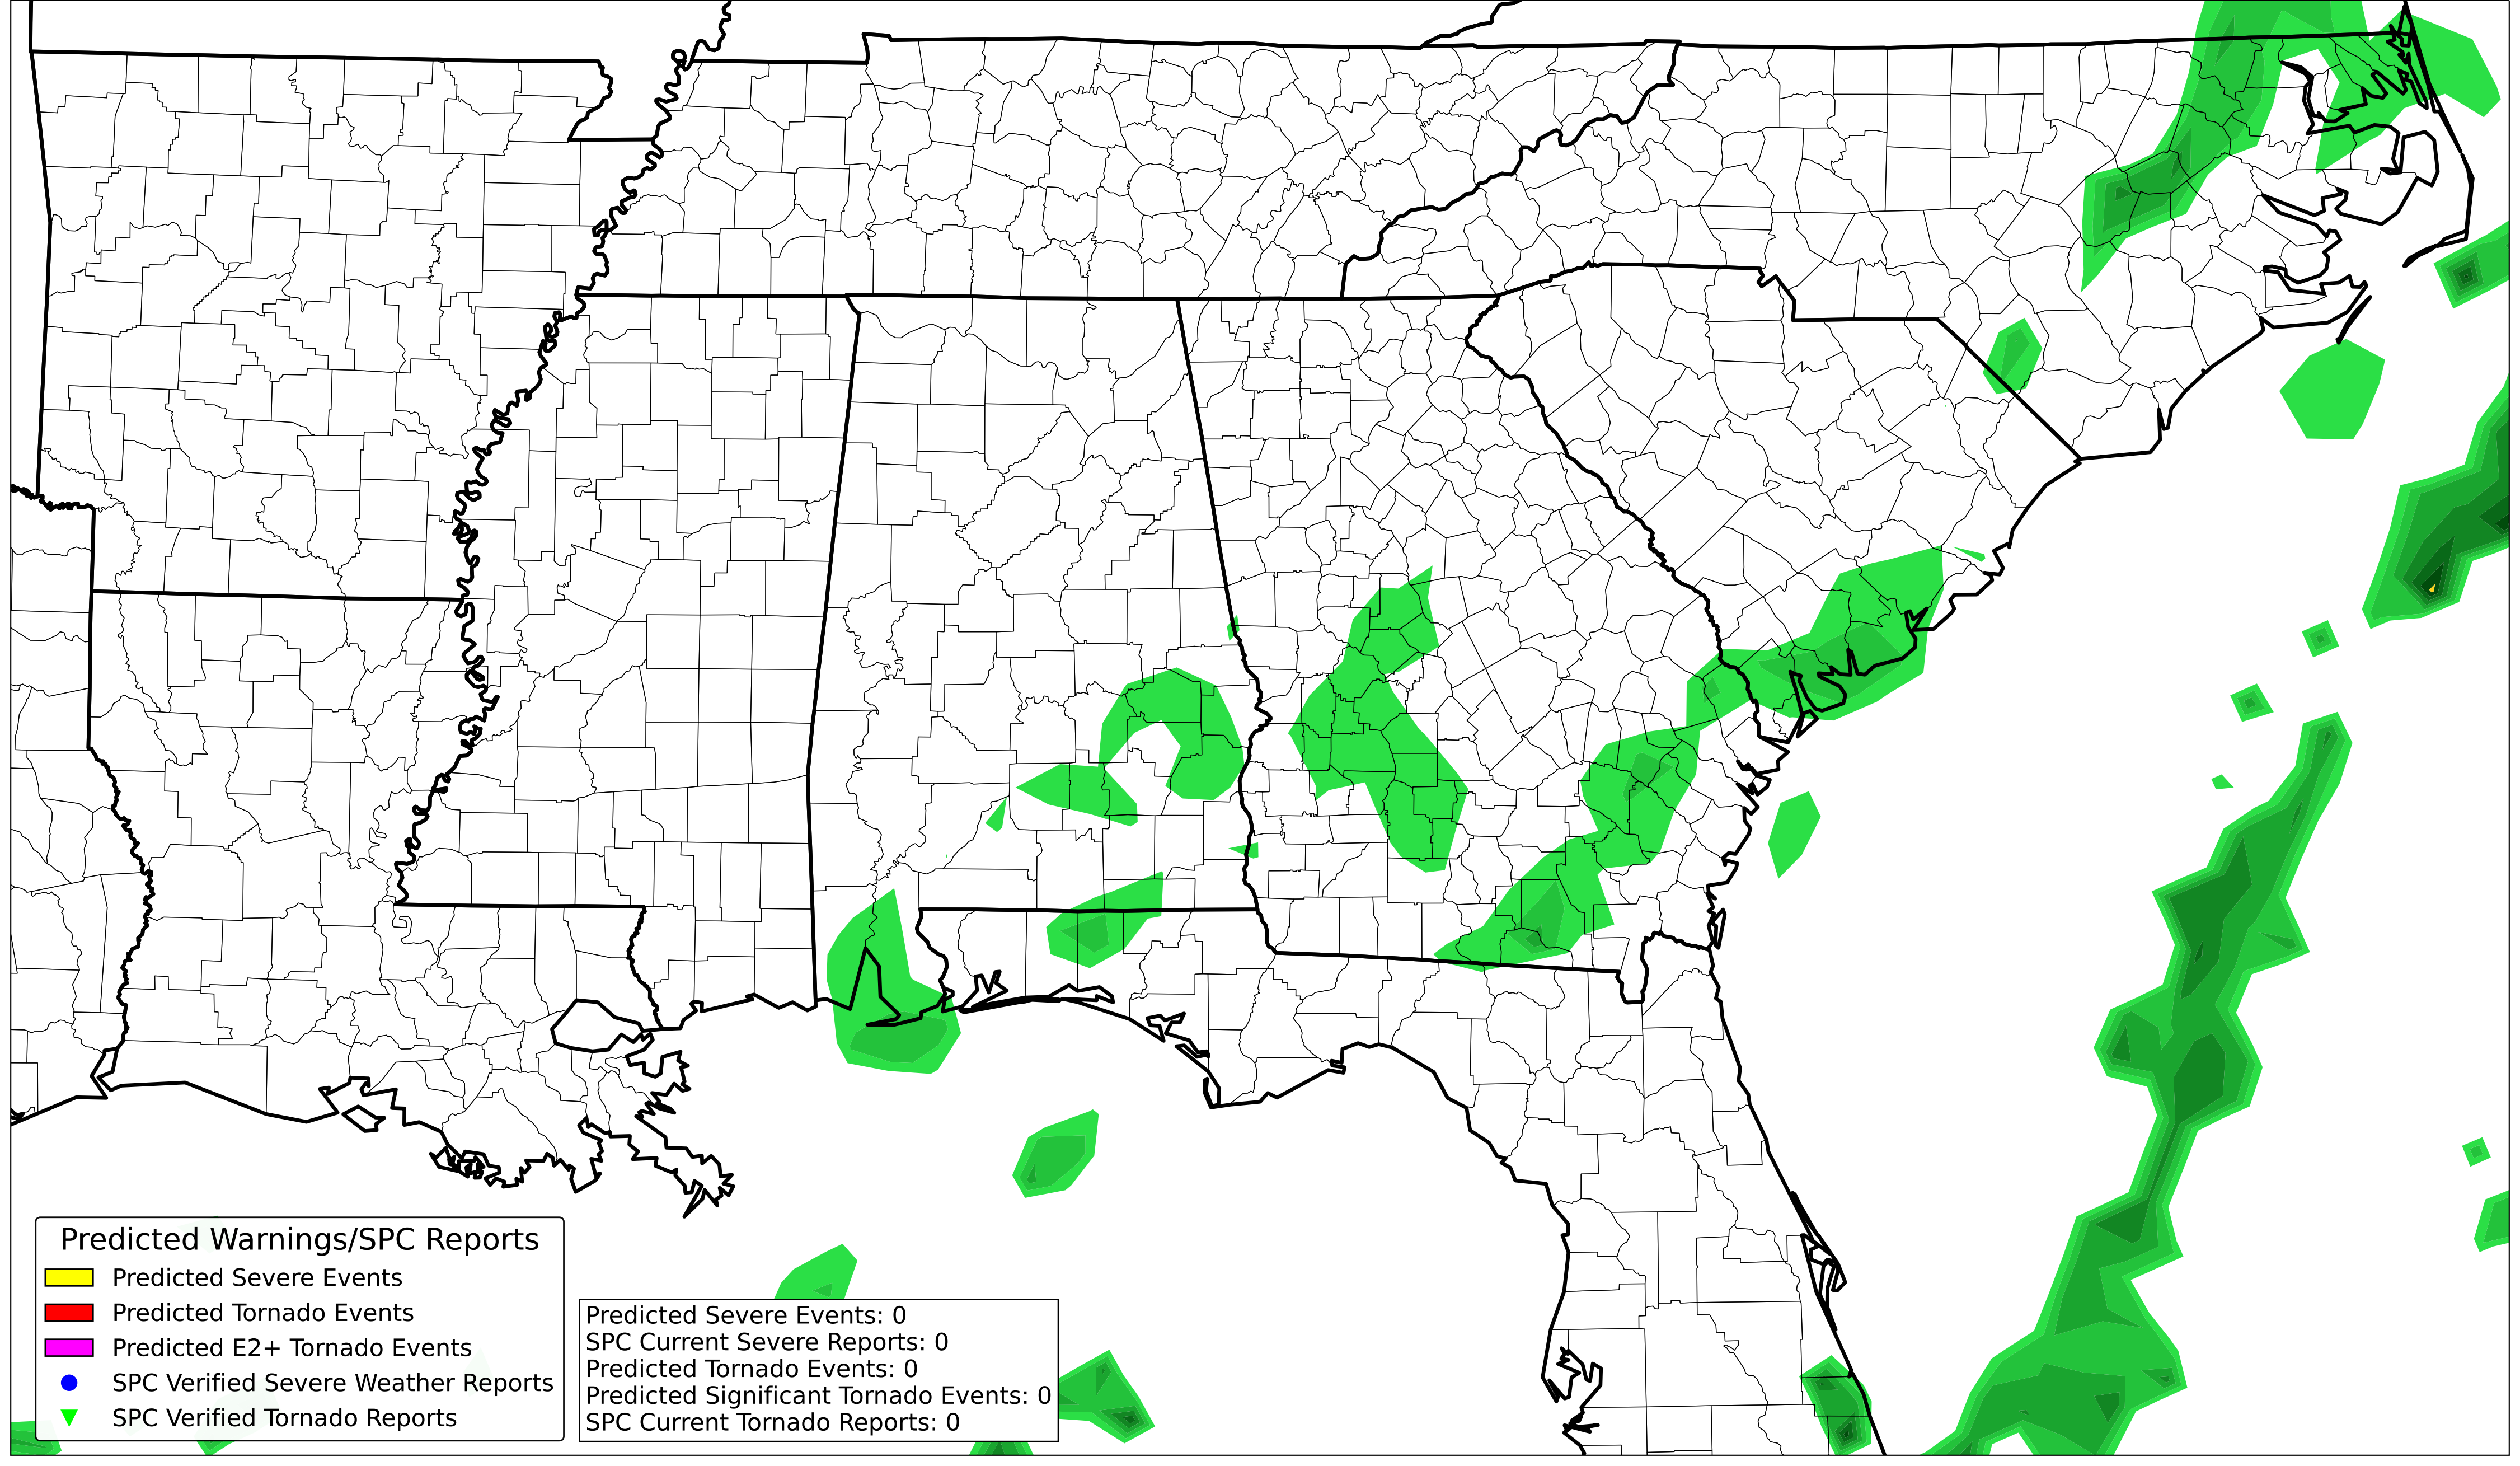 Predicted Warnings/SPC Reports
Predicted Severe Events
Predicted Tornado Events
Predicted E2+ Tornado Events
SPC Verified Severe Weather Reports
SPC Verified Tornado Reports
Predicted Severe Events: 0
SPC Current Severe Reports: 0
Predicted Tornado Events: 0
Predicted Significant Tornado Events: 0
SPC Current Tornado Reports: 0